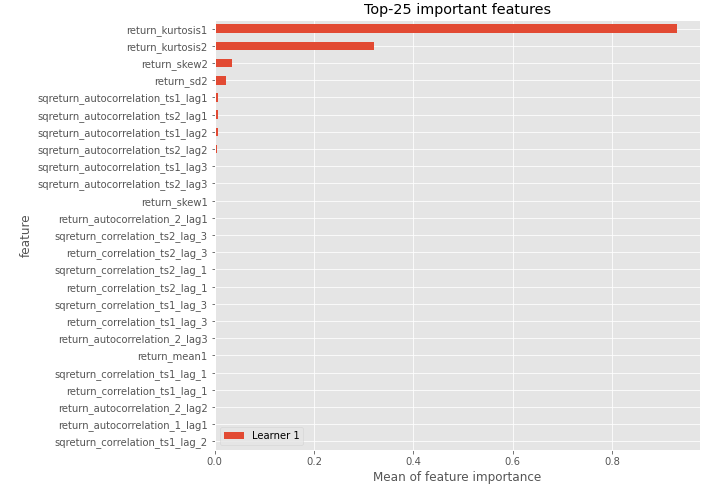 Top-25 important features
return_kurtosis1
return_kurtosis2
return_skew2
return_sd2
sqreturn_autocorrelation_ts1_lag1
sqreturn_autocorrelation_ts2_lag1
sqreturn_autocorrelation_ts1_lag2
sqreturn_autocorrelation_ts2_lag2
sqreturn_autocorrelation_ts1_lag3
sqreturn_autocorrelation_ts2_lag3
return_skew1
return_autocorrelation_2_lag1
sqreturn_correlation_ts2_lag_3
return_correlation_ts2_lag_3
sqreturn_correlation_ts2_lag_1
return_correlation_ts2_lag_1
sqreturn_correlation_ts1_lag_3
return_correlation_ts1_lag_3
return_autocorrelation_2_lag3
return_mean1
sqreturn_correlation_ts1_lag_1
return_correlation_ts1_lag_1
return_autocorrelation_2_lag2
return_autocorrelation_1_lag1
sqreturn_correlation_ts1_lag_2
feature
Learner 1
0.0 0.2 0.4 0.6 0.8
Mean of feature importance